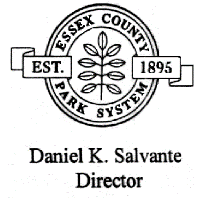 ESSEX COUNTY
EST. 1895
PARK SYSTEM
Daniel K. Salvante
Director